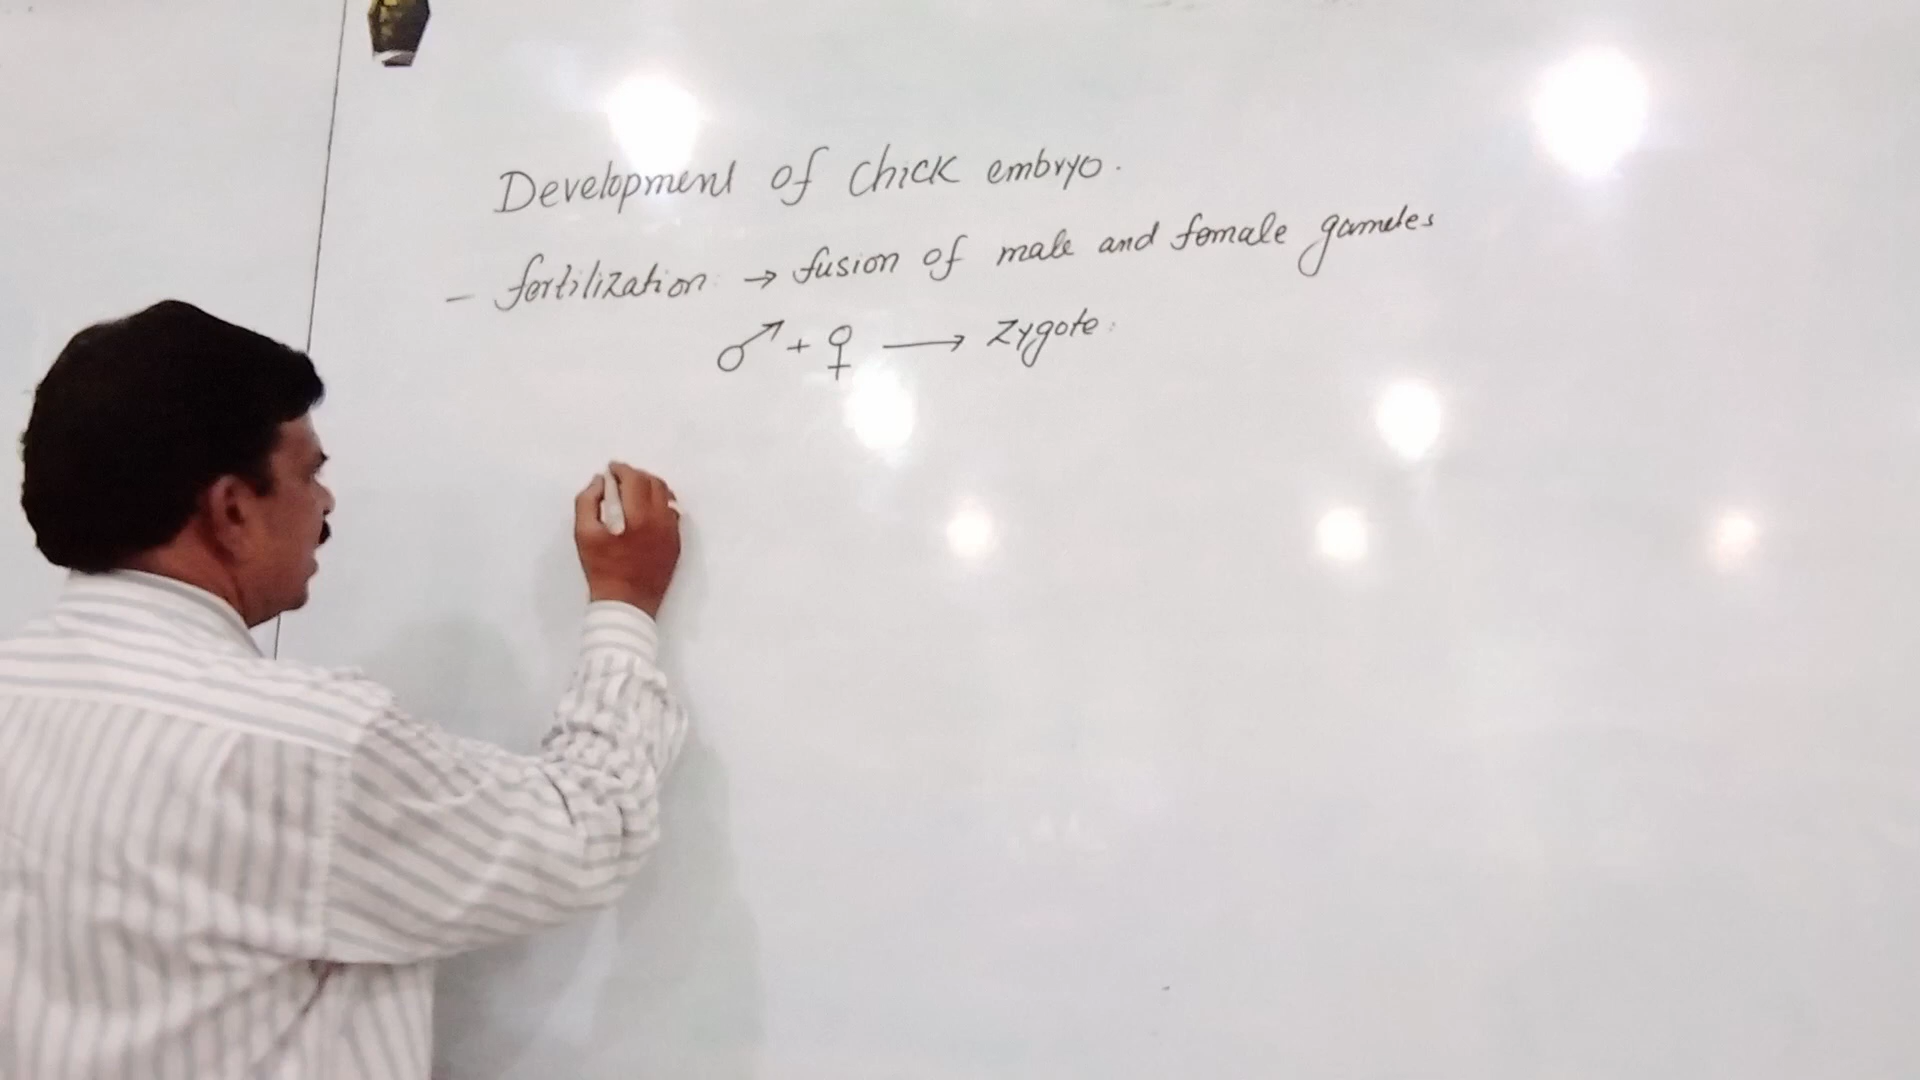 Development of chick embryo.
- fertilization → fusion of male and female gametes
♂ + ♀ → zygote.